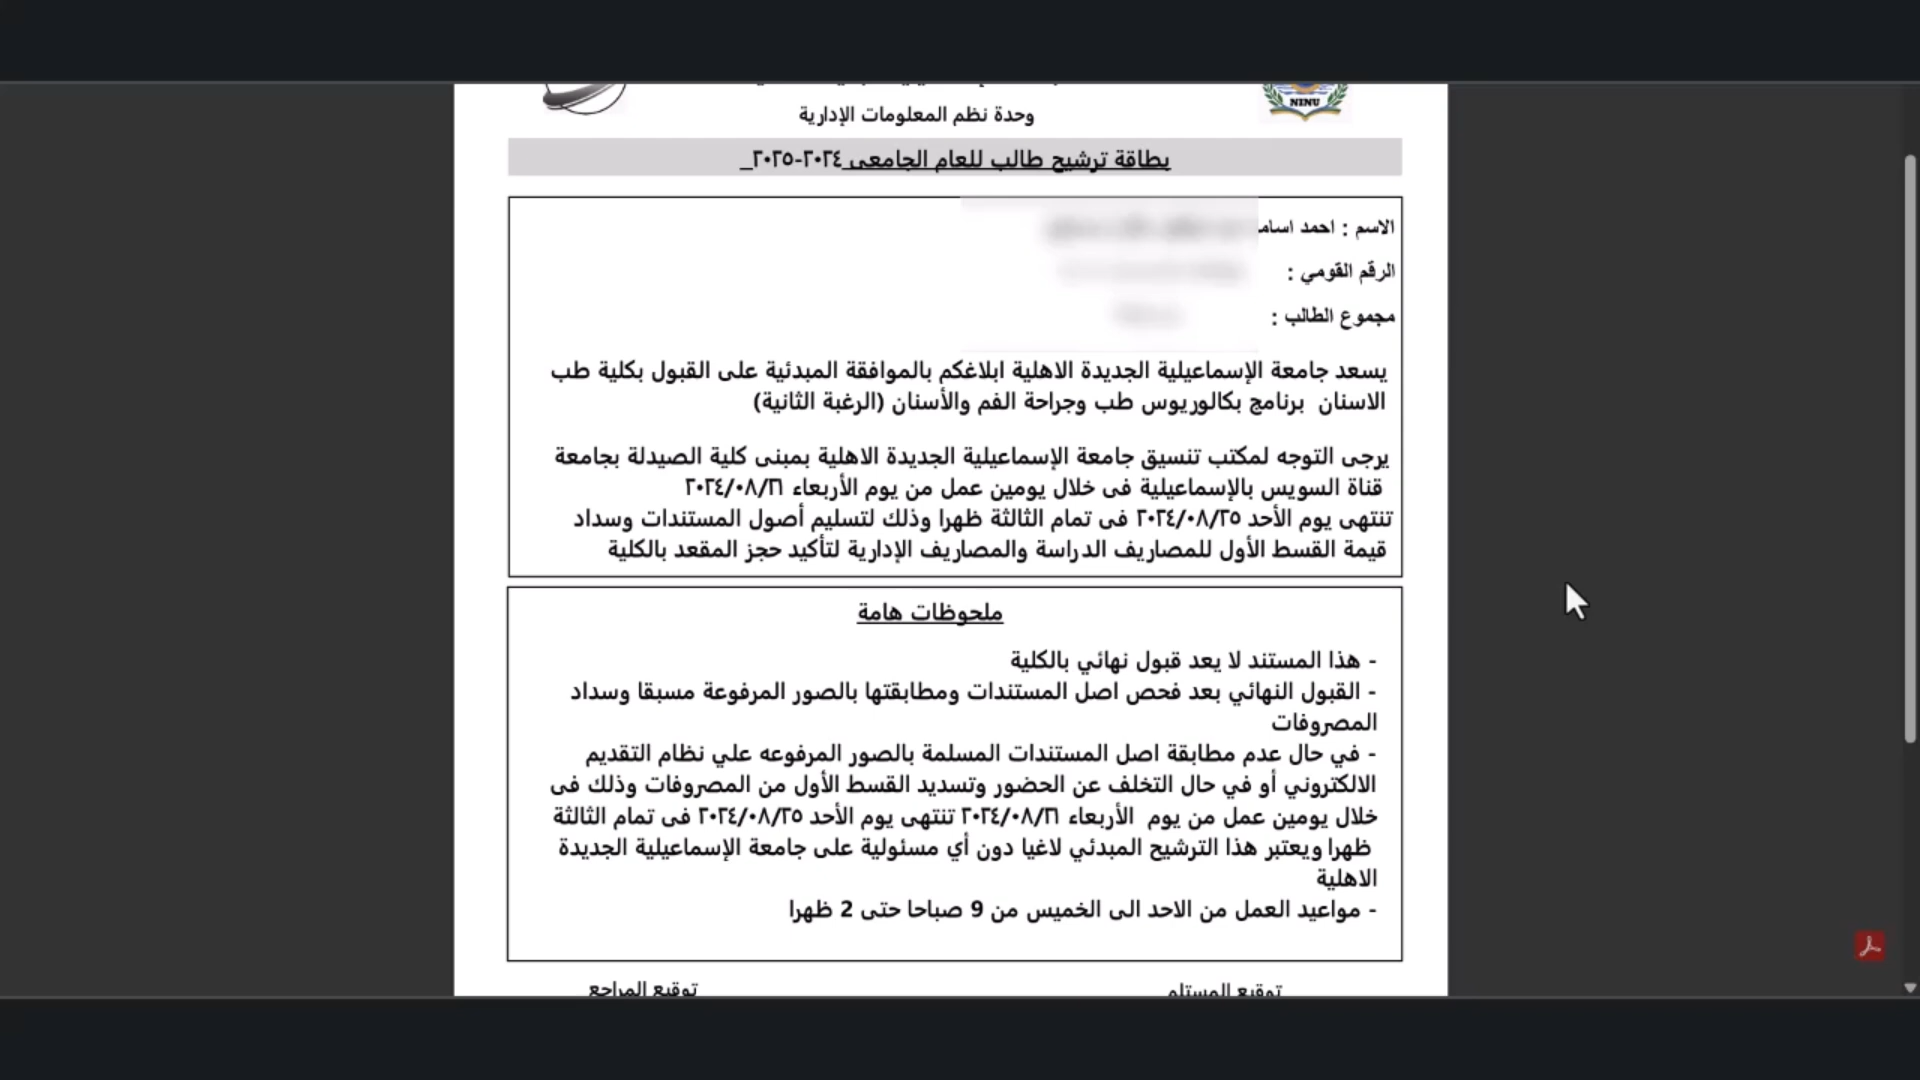 NINU
وحدة نظم المعلومات الإدارية
بطاقة ترشيح طالب للعام الجامعى ٢٠٢٤-٢٠٢٥_
الاسم : احمد اسامـ
الرقم القومي :
مجموع الطالب :
يسعد جامعة الإسماعيلية الجديدة الاهلية ابلاغكم بالموافقة المبدئية على القبول بكلية طب
الاسنان برنامج بكالوريوس طب وجراحة الفم والأسنان (الرغبة الثانية)
يرجى التوجه لمكتب تنسيق جامعة الإسماعيلية الجديدة الاهلية بمبنى كلية الصيدلة بجامعة
قناة السويس بالإسماعيلية فى خلال يومين عمل من يوم الأربعاء ٢٠٢٤/٠٨/٢١
تنتهى يوم الأحد ٢٠٢٤/٠٨/٢٥ فى تمام الثالثة ظهرا وذلك لتسليم أصول المستندات وسداد
قيمة القسط الأول للمصاريف الدراسة والمصاريف الإدارية لتأكيد حجز المقعد بالكلية
ملحوظات هامة
- هذا المستند لا يعد قبول نهائي بالكلية
- القبول النهائي بعد فحص اصل المستندات ومطابقتها بالصور المرفوعة مسبقا وسداد
المصروفات
- في حال عدم مطابقة اصل المستندات المسلمة بالصور المرفوعه علي نظام التقديم
الالكتروني أو في حال التخلف عن الحضور وتسديد القسط الأول من المصروفات وذلك فى
خلال يومين عمل من يوم الأربعاء ٢٠٢٤/٠٨/٢١ تنتهى يوم الأحد ٢٠٢٤/٠٨/٢٥ فى تمام الثالثة
ظهرا ويعتبر هذا الترشيح المبدئي لاغيا دون أي مسئولية على جامعة الإسماعيلية الجديدة
الاهلية
- مواعيد العمل من الاحد الى الخميس من 9 صباحا حتى 2 ظهرا
توقيع المستلم توقيع المراجع